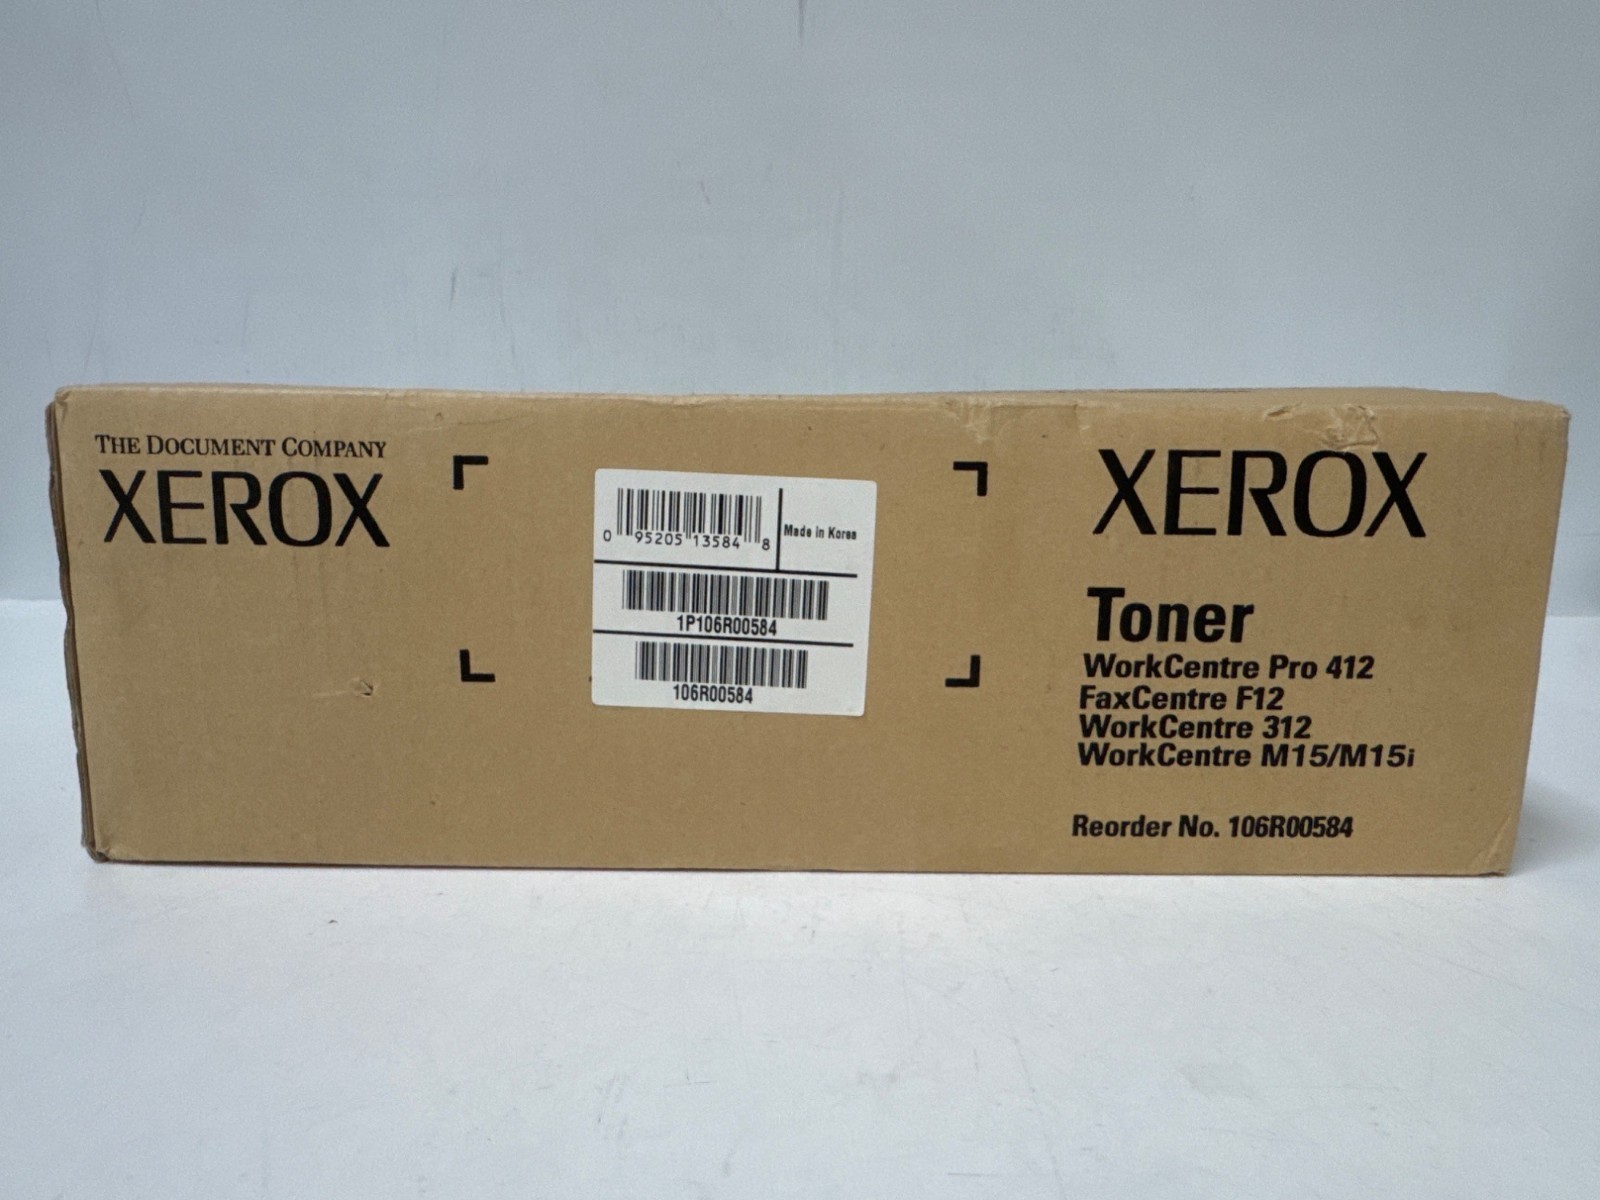 THE DOCUMENT COMPANY
XEROX
0 95205 13584 8
Made in Korea
1P106R00584
106R00584
XEROX
Toner
WorkCentre Pro 412
FaxCentre F12
WorkCentre 312
WorkCentre M15/M15i
Reorder No. 106R00584